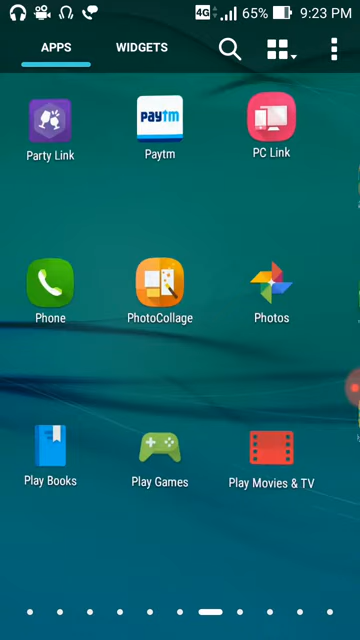 4G 65% 9:23 PM
APPS WIDGETS
paytm
Party Link Paytm PC Link
Phone PhotoCollage Photos
Play Books Play Games Play Movies & TV